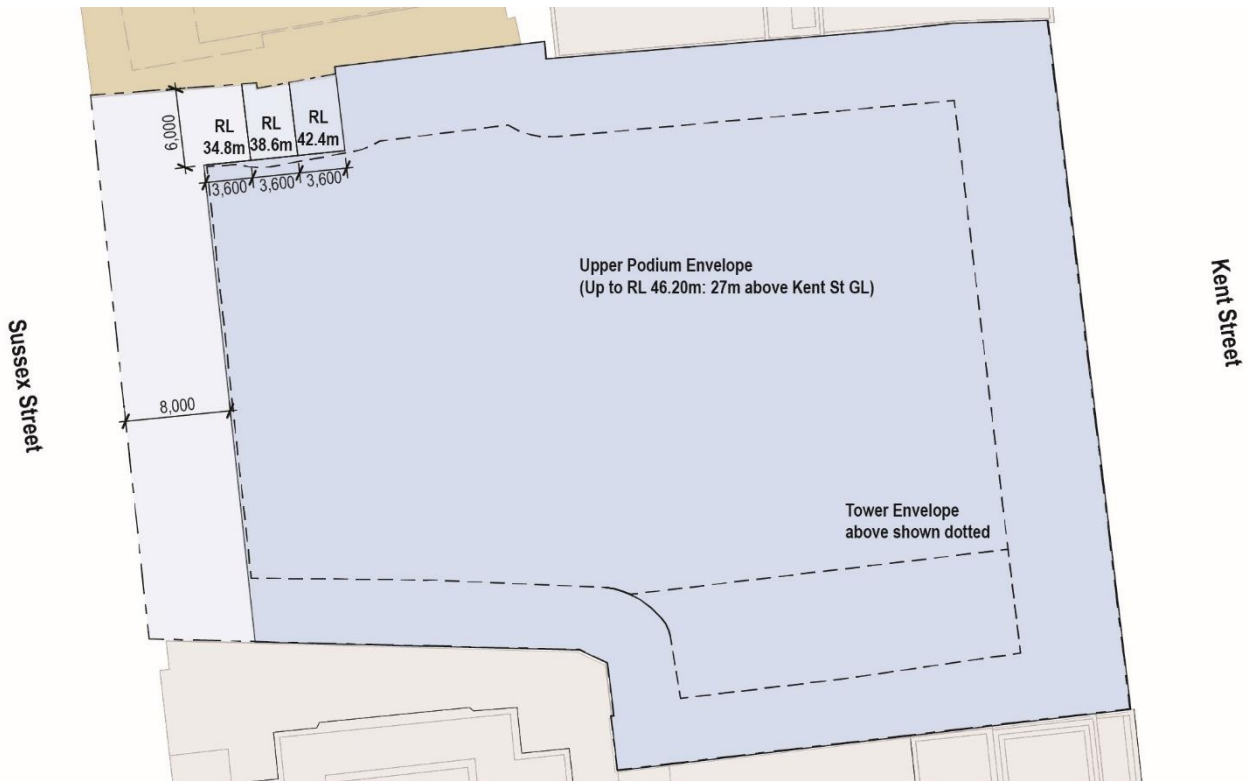 RL
34.8m
RL
38.6m
RL
42.4m
6,000
3,600
3,600
3,600
Upper Podium Envelope
(Up to RL 46.20m: 27m above Kent St GL)
Kent Street
Sussex Street
8,000
Tower Envelope
above shown dotted